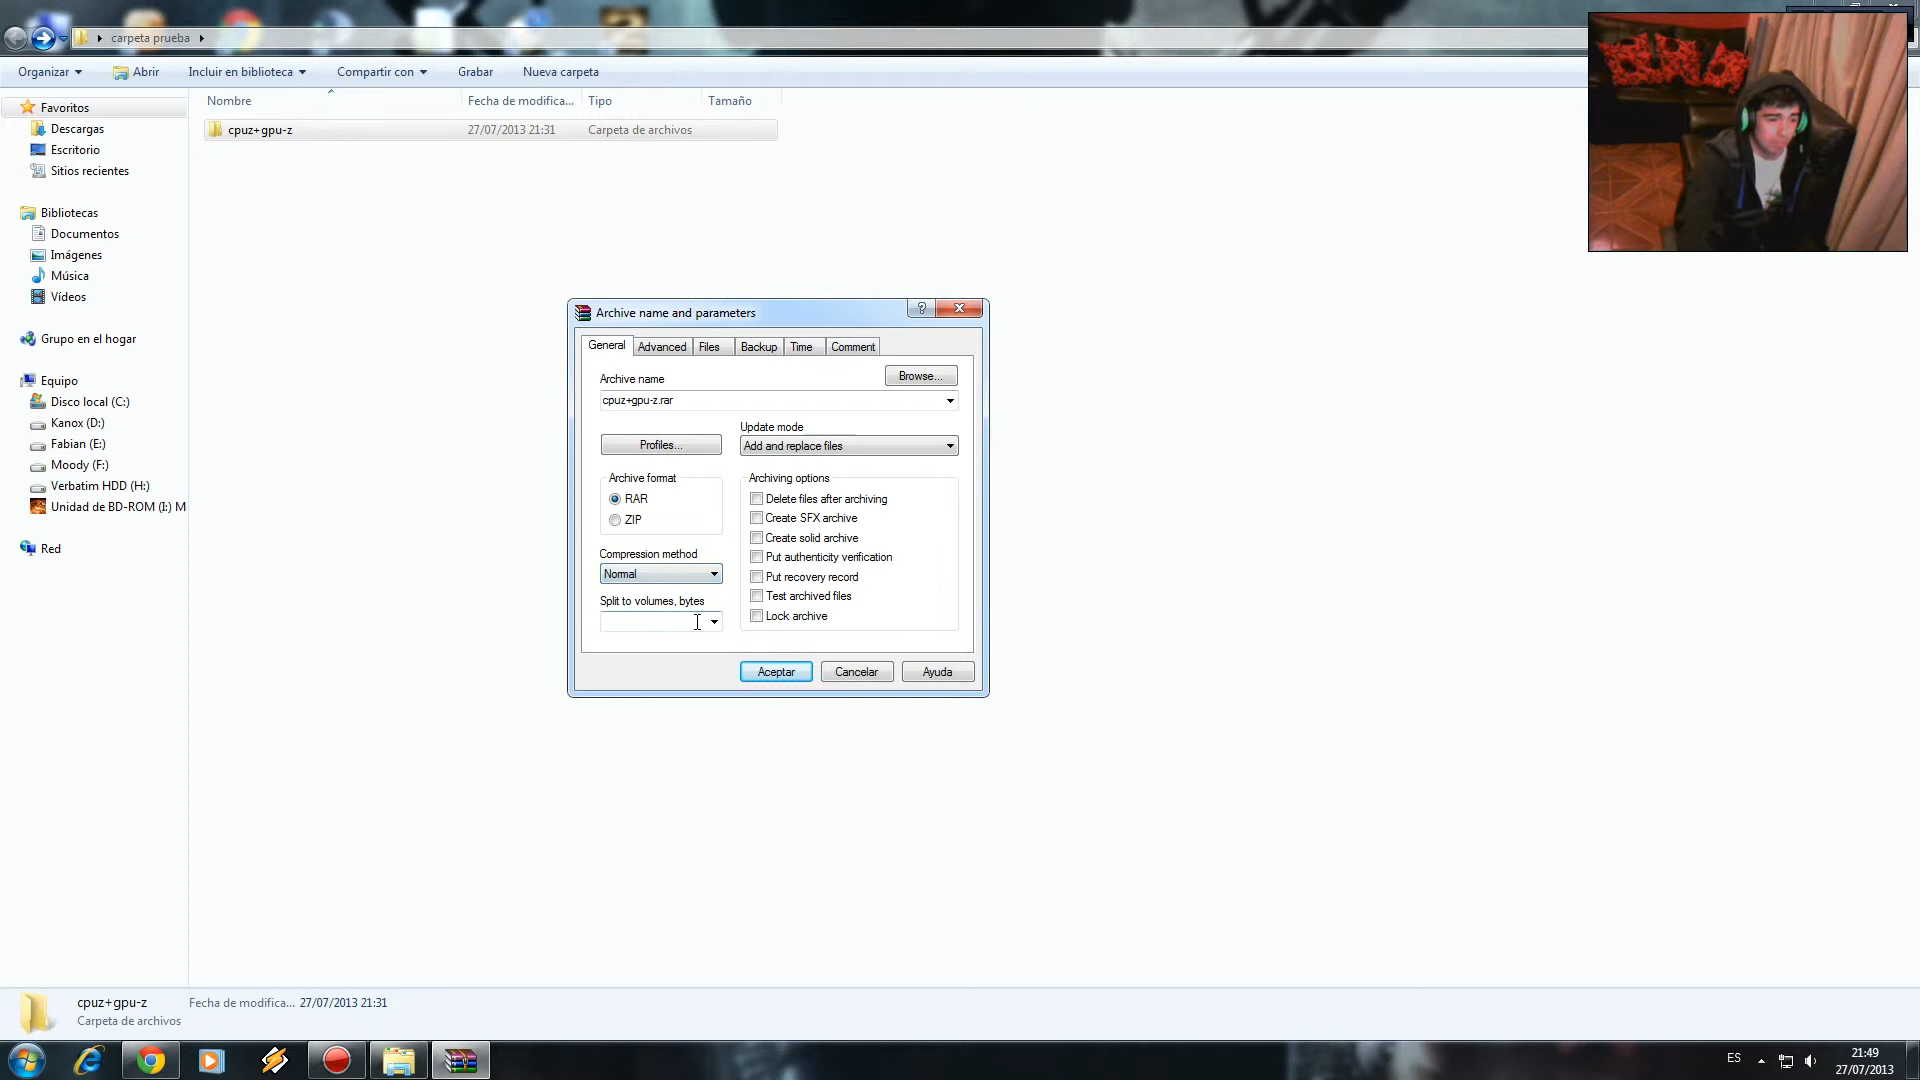 carpeta prueba
Organizar
Abrir
Incluir en biblioteca
Compartir con
Grabar
Nueva carpeta
Nombre
Fecha de modifica...
Tipo
Tamaño
cpuz+gpu-z
27/07/2013 21:31
Carpeta de archivos
Favoritos
Descargas
Escritorio
Sitios recientes
Bibliotecas
Documentos
Imágenes
Música
Vídeos
Grupo en el hogar
Equipo
Disco local (C:)
Kanox (D:)
Fabian (E:)
Moody (F:)
Verbatim HDD (H:)
Unidad de BD-ROM (I:) M
Red
Archive name and parameters
?
General
Advanced
Files
Backup
Time
Comment
Archive name
Browse...
cpuz+gpu-z.rar
Profiles...
Update mode
Add and replace files
Archive format
RAR
ZIP
Compression method
Normal
Split to volumes, bytes
Archiving options
Delete files after archiving
Create SFX archive
Create solid archive
Put authenticity verification
Put recovery record
Test archived files
Lock archive
Aceptar
Cancelar
Ayuda
cpuz+gpu-z
Fecha de modifica... 27/07/2013 21:31
Carpeta de archivos
ES
21:49
27/07/2013